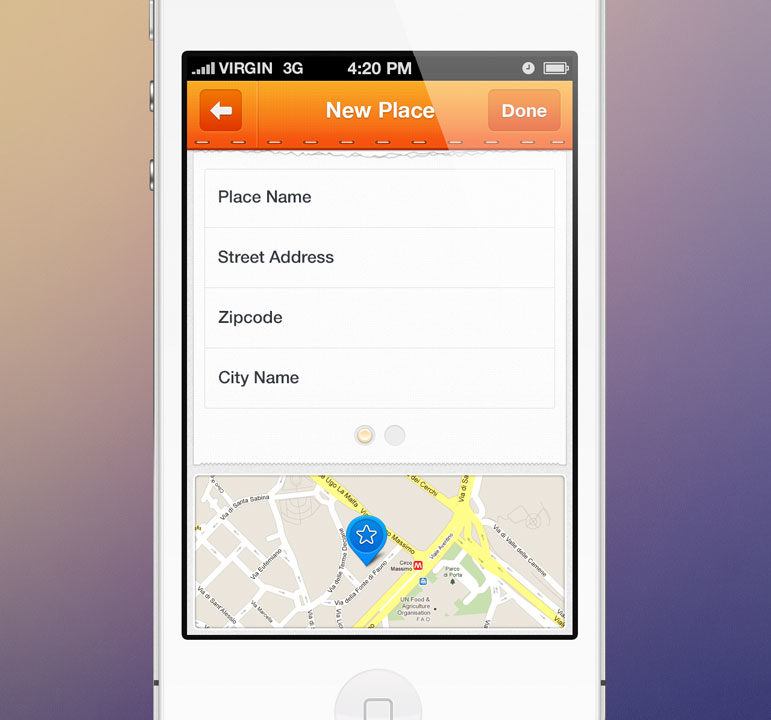 VIRGIN 3G 4:20 PM
New Place
Done
Place Name
Street Address
Zipcode
City Name
Via Ugo La Malfa
dei Cerchi
Via di Santa Sabina
Massimo
Viale Aventino
Via di Valle delle Camene
Via Eufemiano
Via delle Terme Deciane
Via della Fonte di Fauno
Circo
Massimo
M
Parco
di Porta
Via di Sant'Alessio
Via Marcella
UN Food &
Agriculture
Organisation
F A O